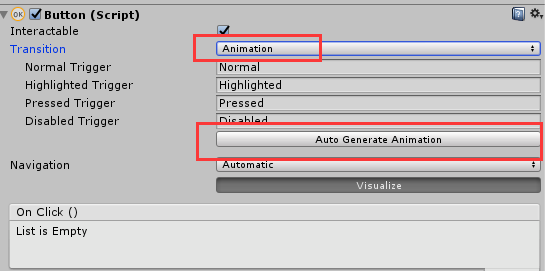 OK Button (Script)
Interactable
Transition Animation
Normal Trigger Normal
Highlighted Trigger Highlighted
Pressed Trigger Pressed
Disabled Trigger Disabled
Auto Generate Animation
Navigation Automatic
Visualize
On Click ()
List is Empty